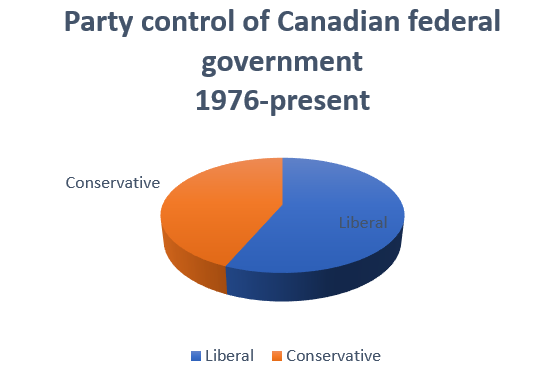 Party control of Canadian federal
government
1976-present
Conservative
Liberal
Liberal Conservative